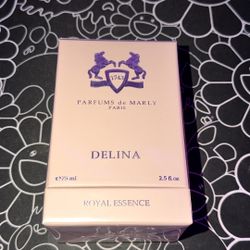 1743
PARFUMS de MARLY
PARIS
DELINA
e75 ml 2.5 fl.oz
ROYAL ESSENCE